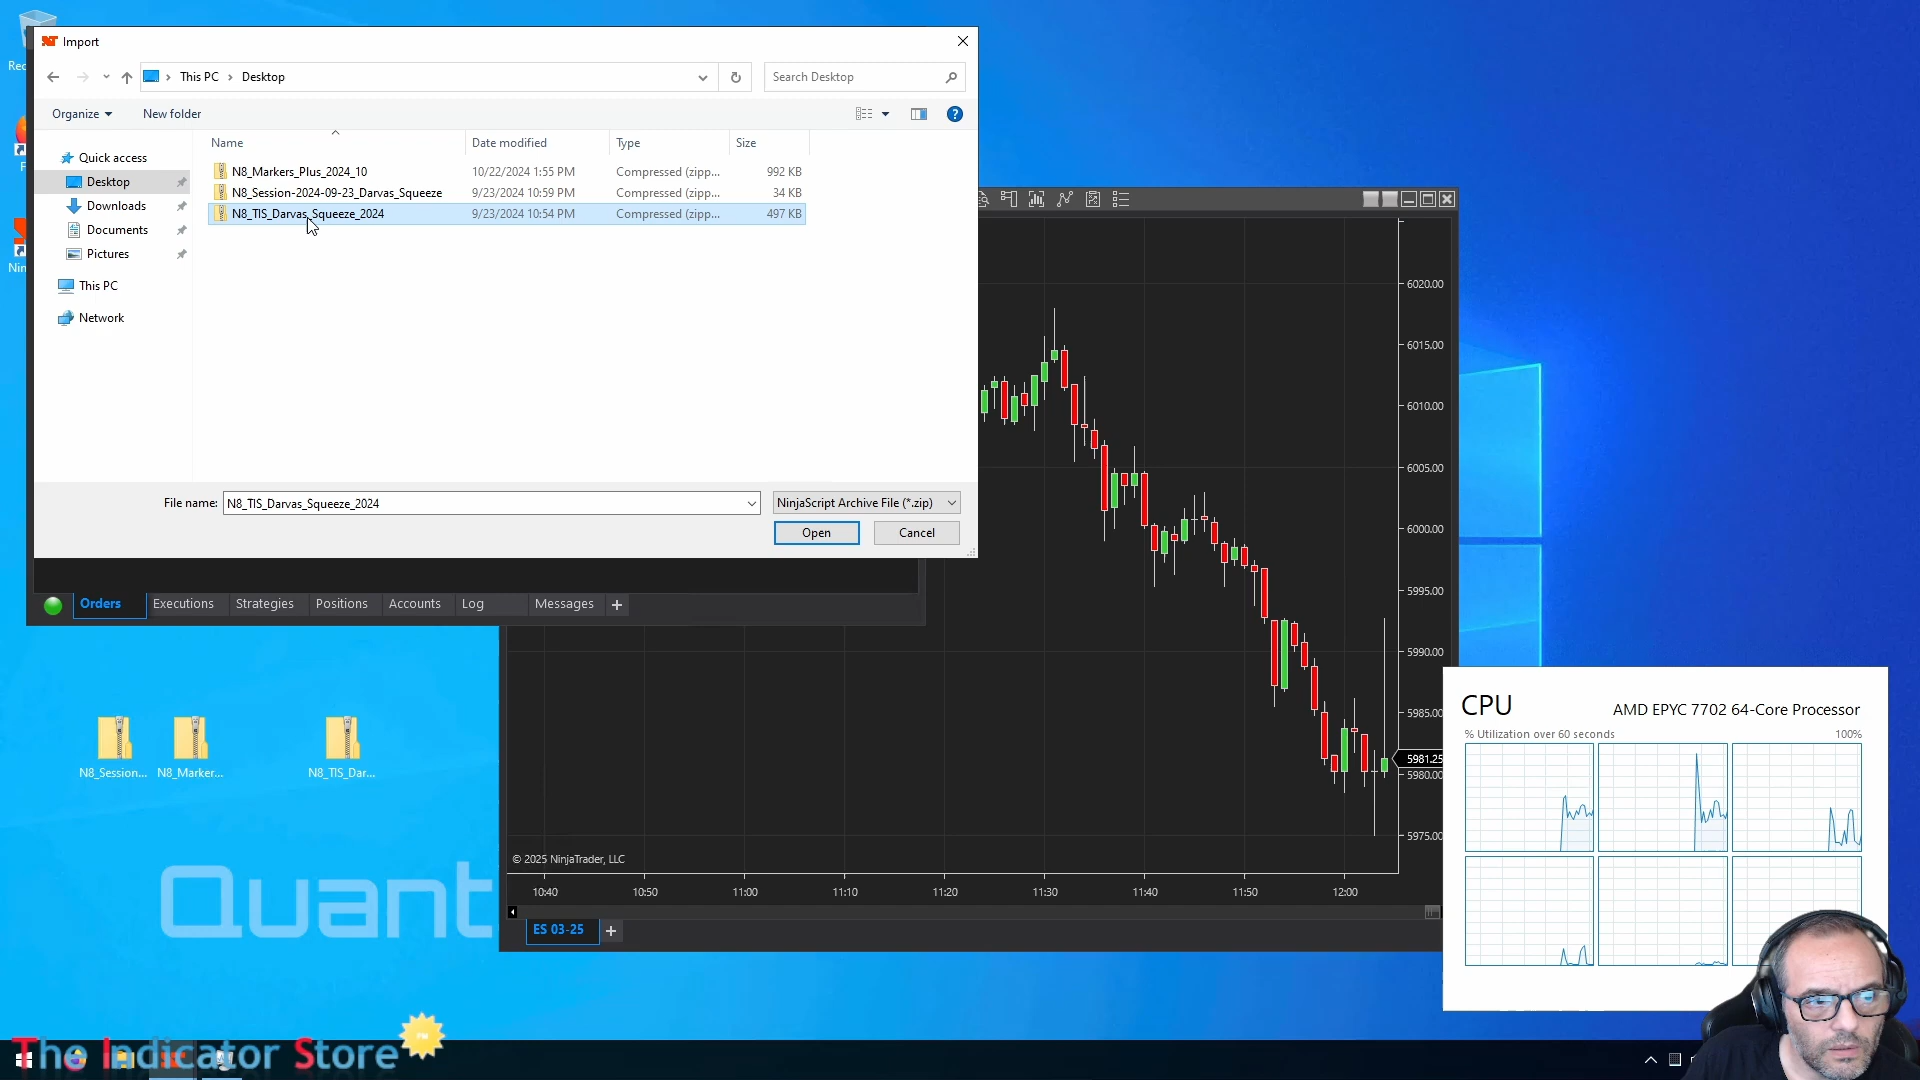 Import
This PC
Desktop
Search Desktop
Organize
New folder
Name
Date modified
Type
Size
Quick access
Desktop
Downloads
Documents
Pictures
This PC
Network
N8_Markers_Plus_2024_10
10/22/2024 1:55 PM
Compressed (zipp...
992 KB
N8_Session-2024-09-23_Darvas_Squeeze
9/23/2024 10:59 PM
Compressed (zipp...
34 KB
N8_TIS_Darvas_Squeeze_2024
9/23/2024 10:54 PM
Compressed (zipp...
497 KB
File name:
N8_TIS_Darvas_Squeeze_2024
NinjaScript Archive File (*.zip)
Open
Cancel
Orders
Executions
Strategies
Positions
Accounts
Log
Messages
6020.00
6015.00
6010.00
6005.00
6000.00
5995.00
5990.00
5985.00
5981.25
5980.00
5975.00
© 2025 NinjaTrader, LLC
10:40
10:50
11:00
11:10
11:20
11:30
11:40
11:50
12:00
ES 03-25
N8_Session...
N8_Marker...
N8_TIS_Dar...
Quant
CPU
AMD EPYC 7702 64-Core Processor
% Utilization over 60 seconds
100%
The Indicator Store